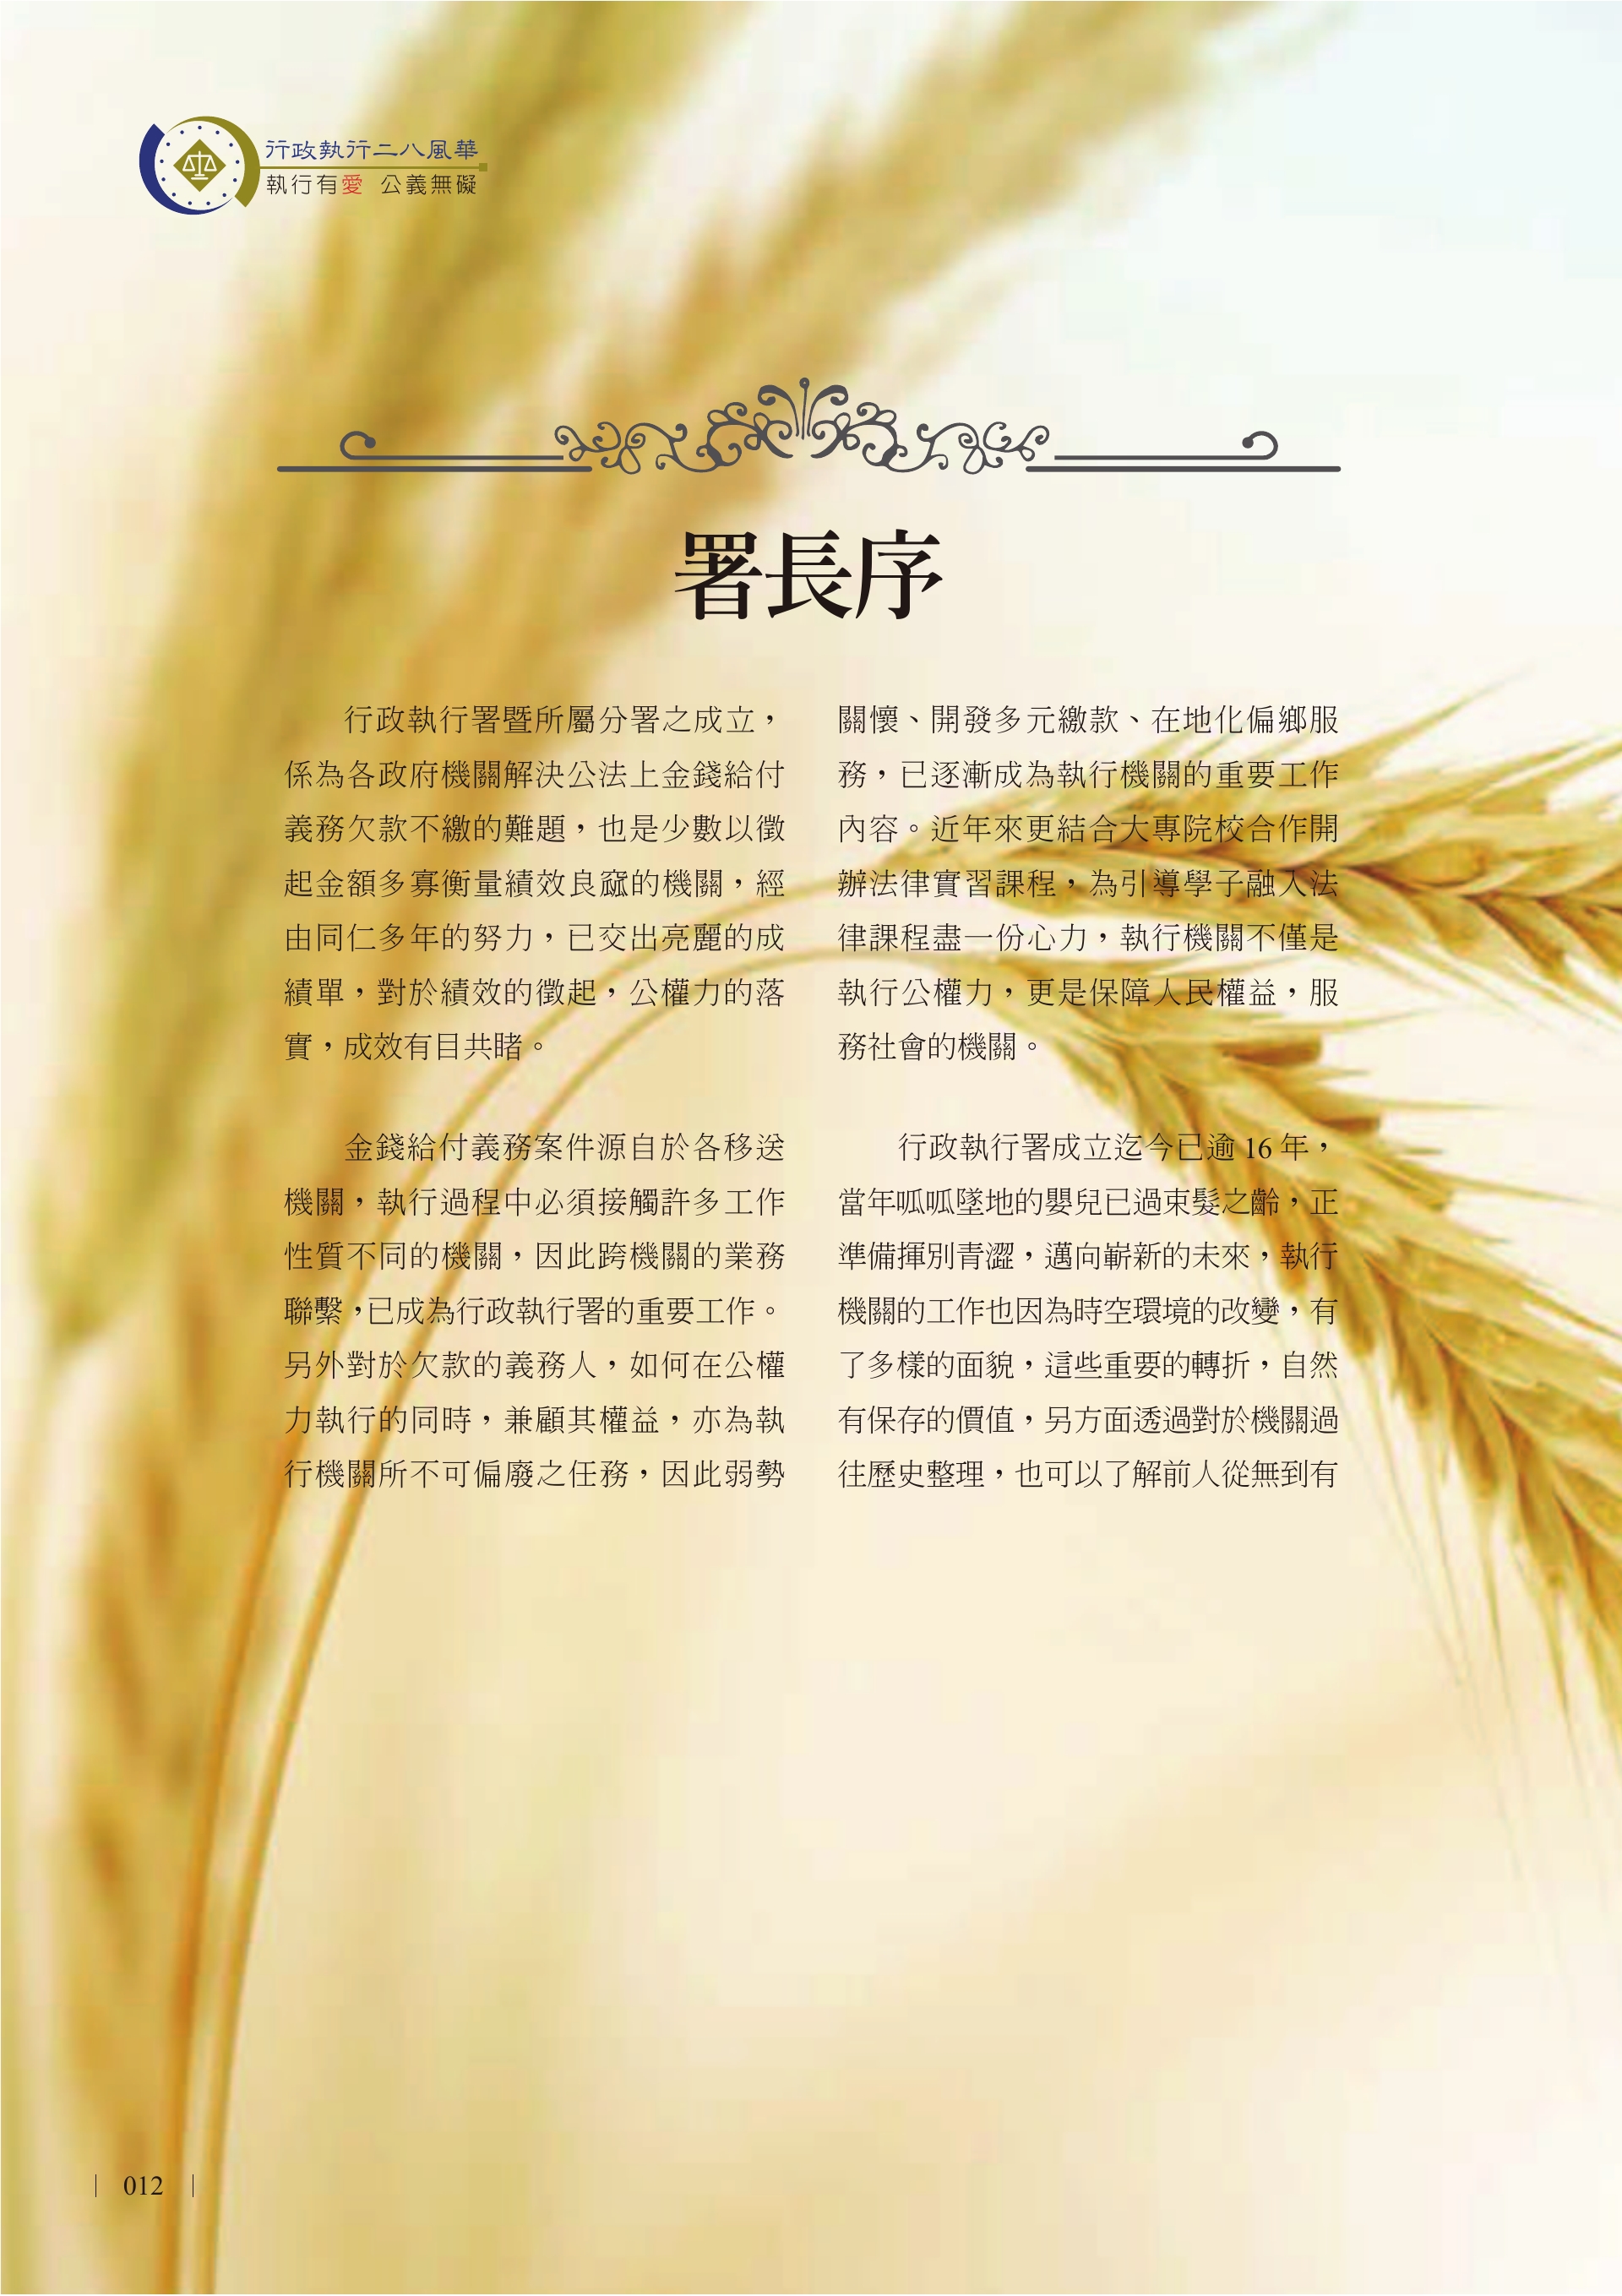 行政執行二八風華
執行有愛 公義無礙
署長序
行政執行署暨所屬分署之成立，
係為各政府機關解決公法上金錢給付
義務欠款不繳的難題，也是少數以徵
起金額多寡衡量績效良窳的機關，經
由同仁多年的努力，已交出亮麗的成
績單，對於績效的徵起，公權力的落
實，成效有目共睹。
金錢給付義務案件源自於各移送
機關，執行過程中必須接觸許多工作
性質不同的機關，因此跨機關的業務
聯繫，已成為行政執行署的重要工作。
另外對於欠款的義務人，如何在公權
力執行的同時，兼顧其權益，亦為執
行機關所不可偏廢之任務，因此弱勢
關懷、開發多元繳款、在地化偏鄉服
務，已逐漸成為執行機關的重要工作
內容。近年來更結合大專院校合作開
辦法律實習課程，為引導學子融入法
律課程盡一份心力，執行機關不僅是
執行公權力，更是保障人民權益，服
務社會的機關。
行政執行署成立迄今已逾 16 年，
當年呱呱墜地的嬰兒已過束髮之齡，正
準備揮別青澀，邁向嶄新的未來，執行
機關的工作也因為時空環境的改變，有
了多樣的面貌，這些重要的轉折，自然
有保存的價值，另方面透過對於機關過
往歷史整理，也可以了解前人從無到有
012